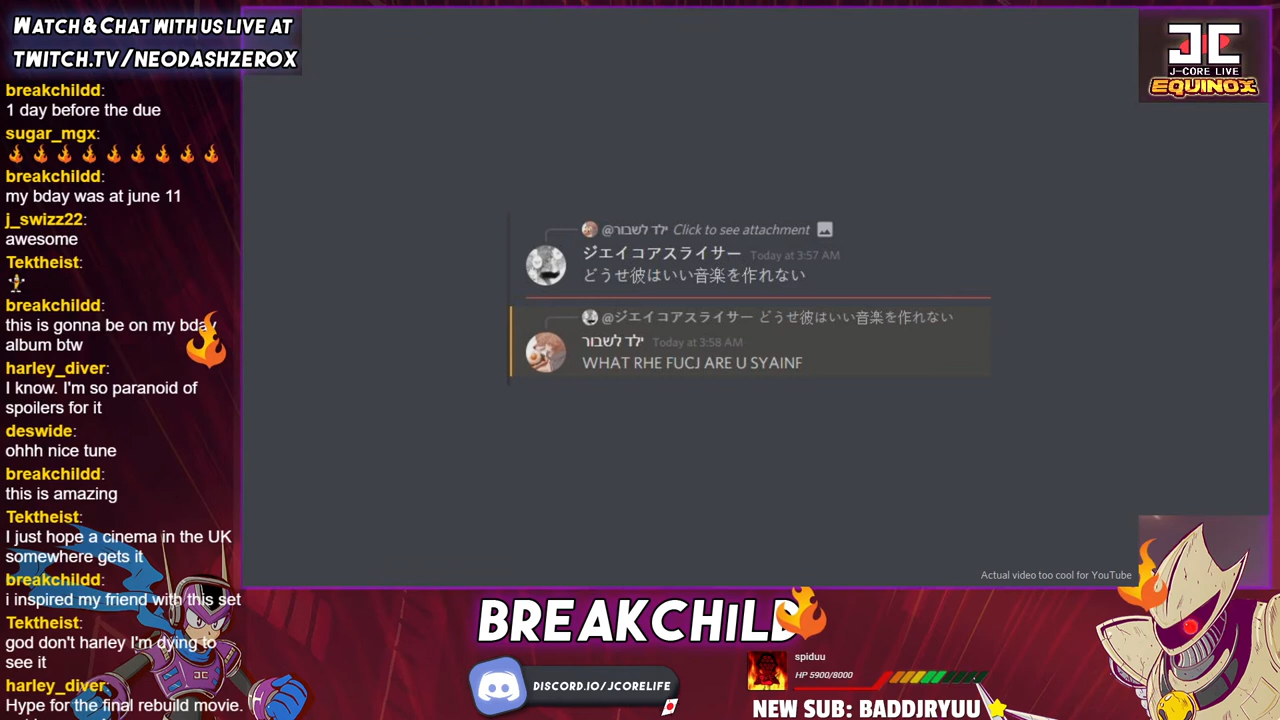 WATCH & CHAT WITH US LIVE AT
TWITCH.TV/NEODASHZEROX
breakchildd:
1 day before the due
sugar_mgx:
🔥🔥🔥🔥🔥🔥🔥🔥🔥
breakchildd:
my bday was at june 11
j_swizz22:
awesome
Tektheist:
breakchildd:
this is gonna be on my bday
album btw
harley_diver:
I know. I'm so paranoid of
spoilers for it
deswide:
ohhh nice tune
breakchildd:
this is amazing
Tektheist:
I just hope a cinema in the UK
somewhere gets it
breakchildd:
i inspired my friend with this set
Tektheist:
god don't harley I'm dying to
see it
harley_diver:
Hype for the final rebuild movie.
JC
J-CORE LIVE
EQUINOX
@ילד לשבור Click to see attachment
ジエイコアスライサー Today at 3:57 AM
どうせ彼はいい音楽を作れない
@ジエイコアスライサー どうせ彼はいい音楽を作れない
ילד לשבור Today at 3:58 AM
WHAT RHE FUCJ ARE U SYAINF
Actual video too cool for YouTube
BREAKCHILD
DISCORD.IO/JCORELIFE
spiduu
HP 5900/8000
NEW SUB: BADDJRYUU
JC